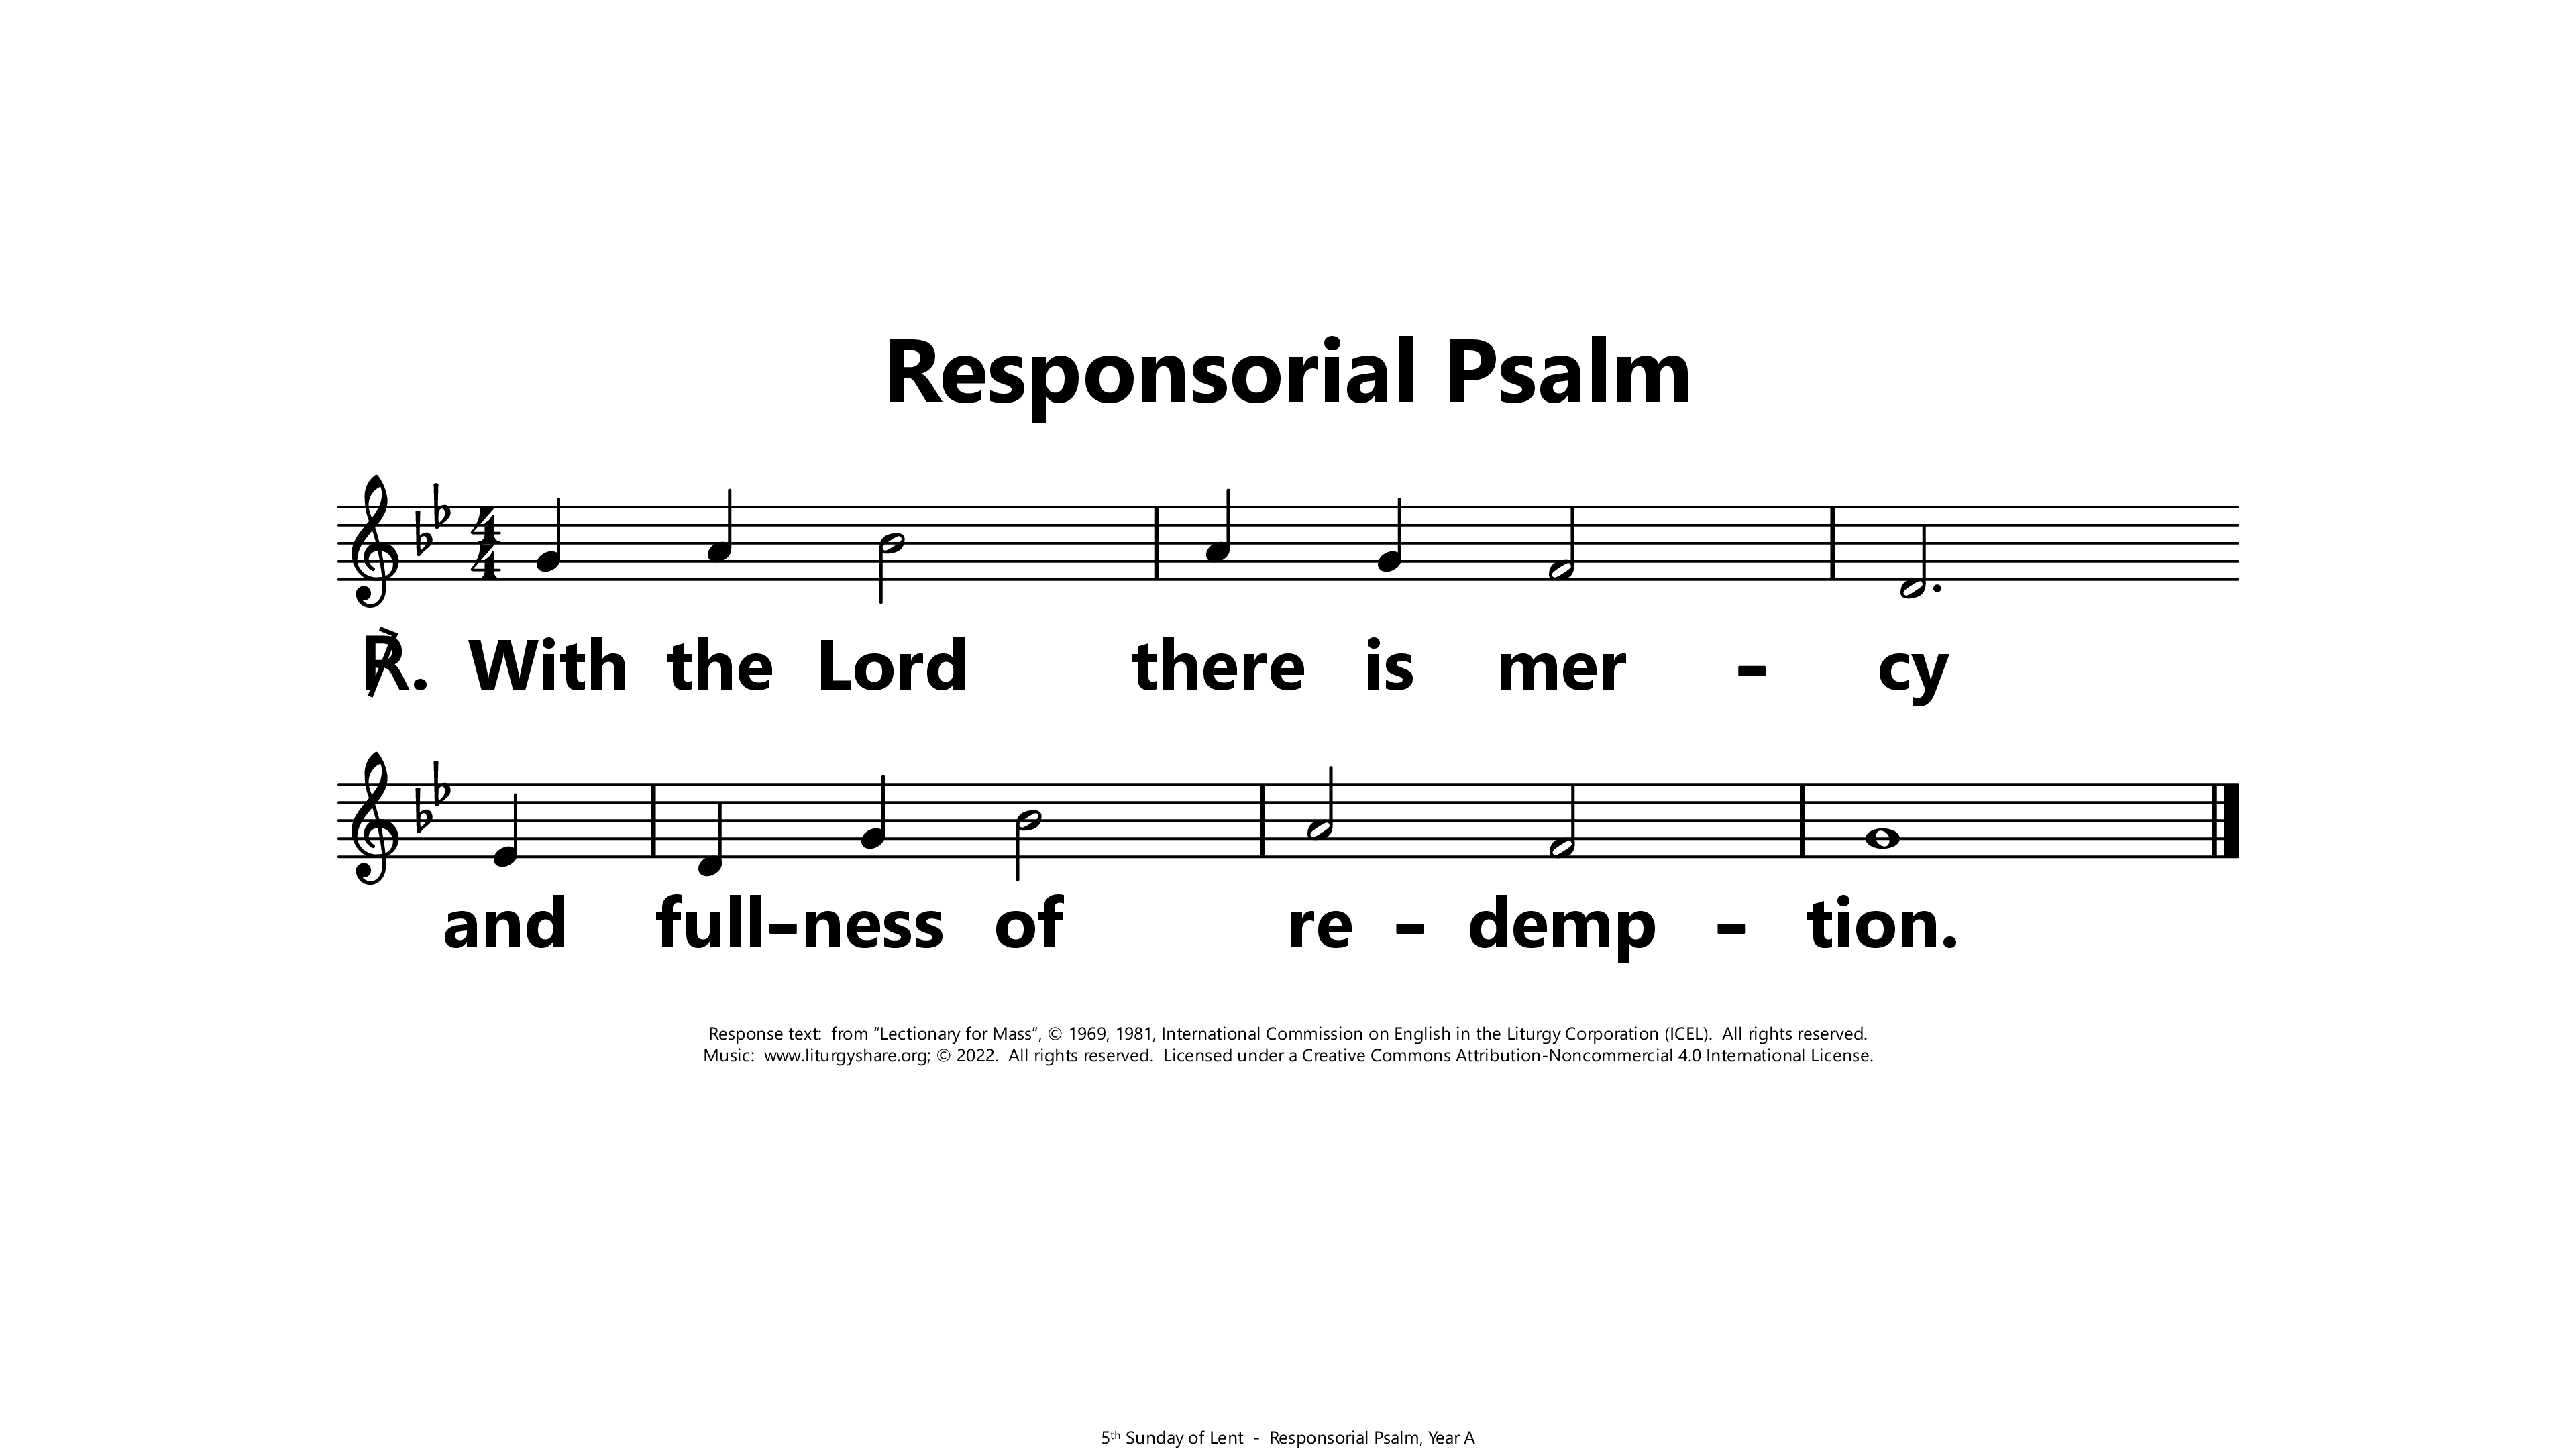 Responsorial Psalm
4
4
℟. With the Lord there is mer - cy
and full-ness of re - demp - tion.
Response text: from “Lectionary for Mass”, © 1969, 1981, International Commission on English in the Liturgy Corporation (ICEL). All rights reserved.
Music: www.liturgyshare.org; © 2022. All rights reserved. Licensed under a Creative Commons Attribution-Noncommercial 4.0 International License.
5th Sunday of Lent - Responsorial Psalm, Year A